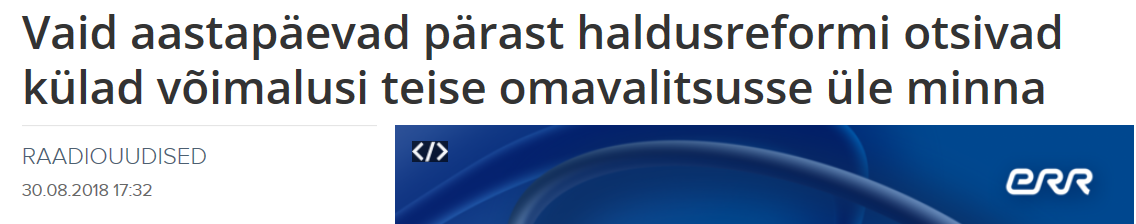 Vaid aastapäevad pärast haldusreformi otsivad
külad võimalusi teise omavalitsusse üle minna
RAADIOUUDISED
30.08.2018 17:32
</>
err